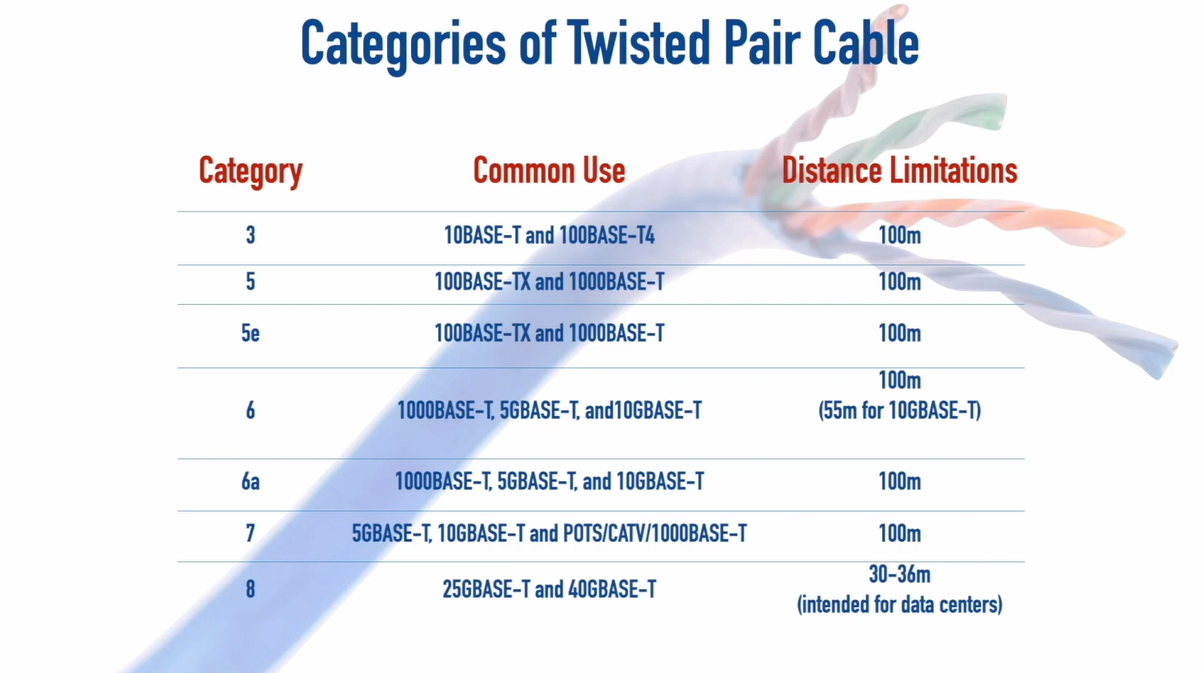 Categories of Twisted Pair Cable
Category Common Use Distance Limitations
3 10BASE-T and 100BASE-T4 100m
5 100BASE-TX and 1000BASE-T 100m
5e 100BASE-TX and 1000BASE-T 100m
100m
6 1000BASE-T, 5GBASE-T, and10GBASE-T (55m for 10GBASE-T)
6a 1000BASE-T, 5GBASE-T, and 10GBASE-T 100m
7 5GBASE-T, 10GBASE-T and POTS/CATV/1000BASE-T 100m
30-36m
8 25GBASE-T and 40GBASE-T
(intended for data centers)